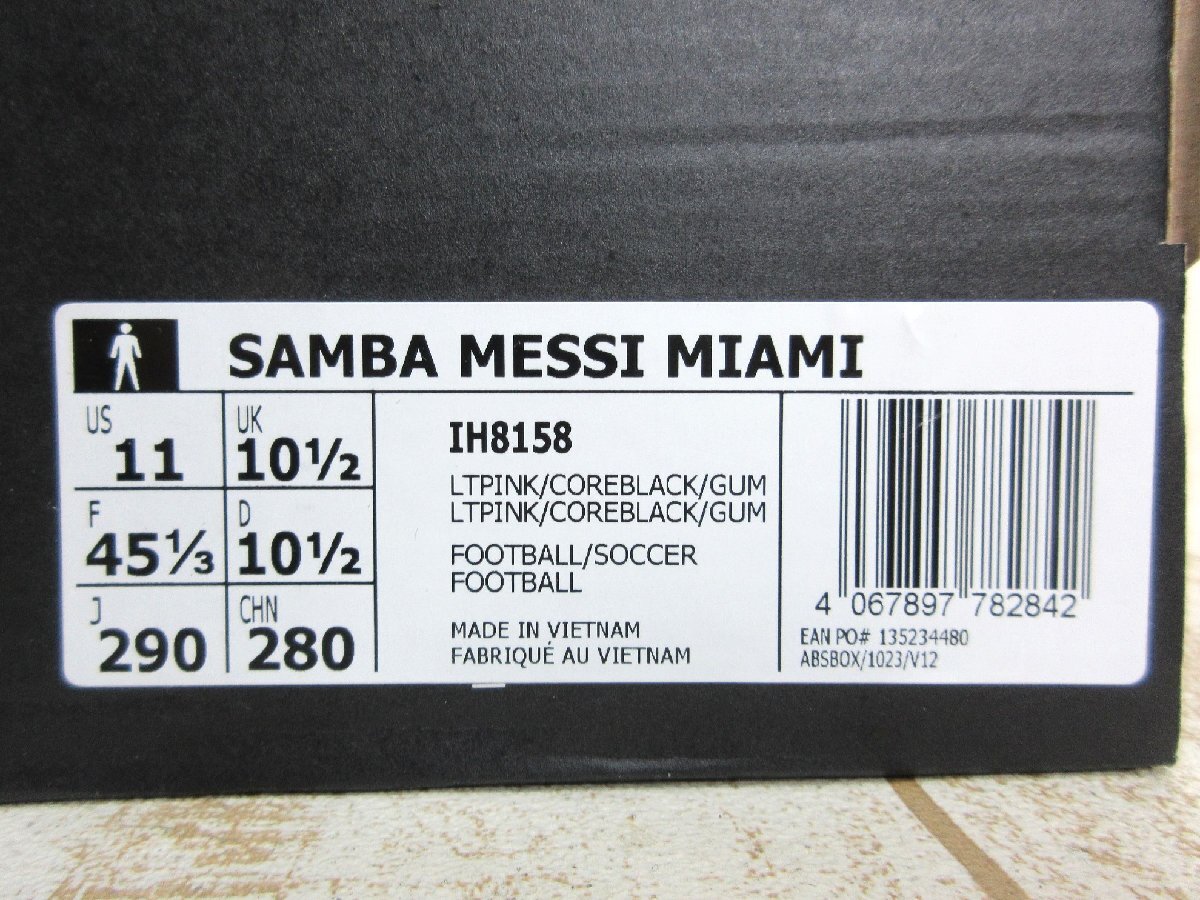 SAMBA MESSI MIAMI
US 11
UK 10½
F 45⅓
D 10½
J 290
CHN 280
IH8158
LTPINK/COREBLACK/GUM
LTPINK/COREBLACK/GUM
FOOTBALL/SOCCER
FOOTBALL
MADE IN VIETNAM
FABRIQUÉ AU VIETNAM
4 067897 782842
EAN PO# 135234480
ABSBOX/1023/V12